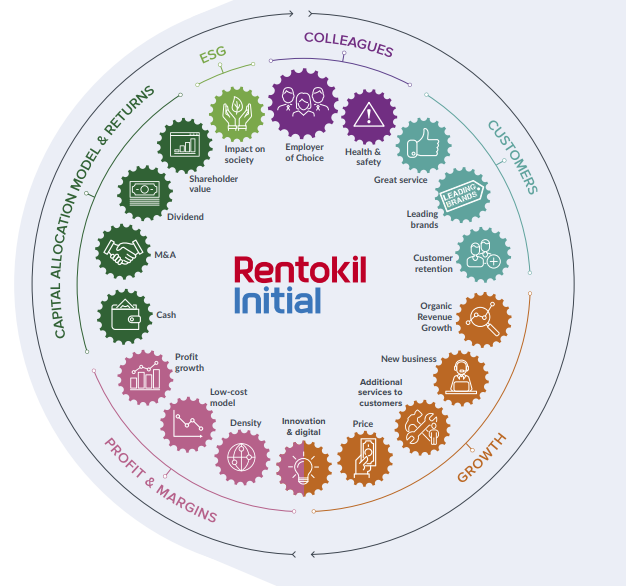 COLLEAGUES
ESG
CUSTOMERS
CAPITAL ALLOCATION MODEL & RETURNS
PROFIT & MARGINS
GROWTH
Employer
of Choice
Health &
safety
Great service
LEADING
BRANDS
Leading
brands
Customer
retention
Organic
Revenue
Growth
New business
Additional
services to
customers
Price
Innovation
& digital
Density
Low-cost
model
Profit
growth
Cash
M&A
Dividend
Shareholder
value
Impact on
society
Rentokil
Initial